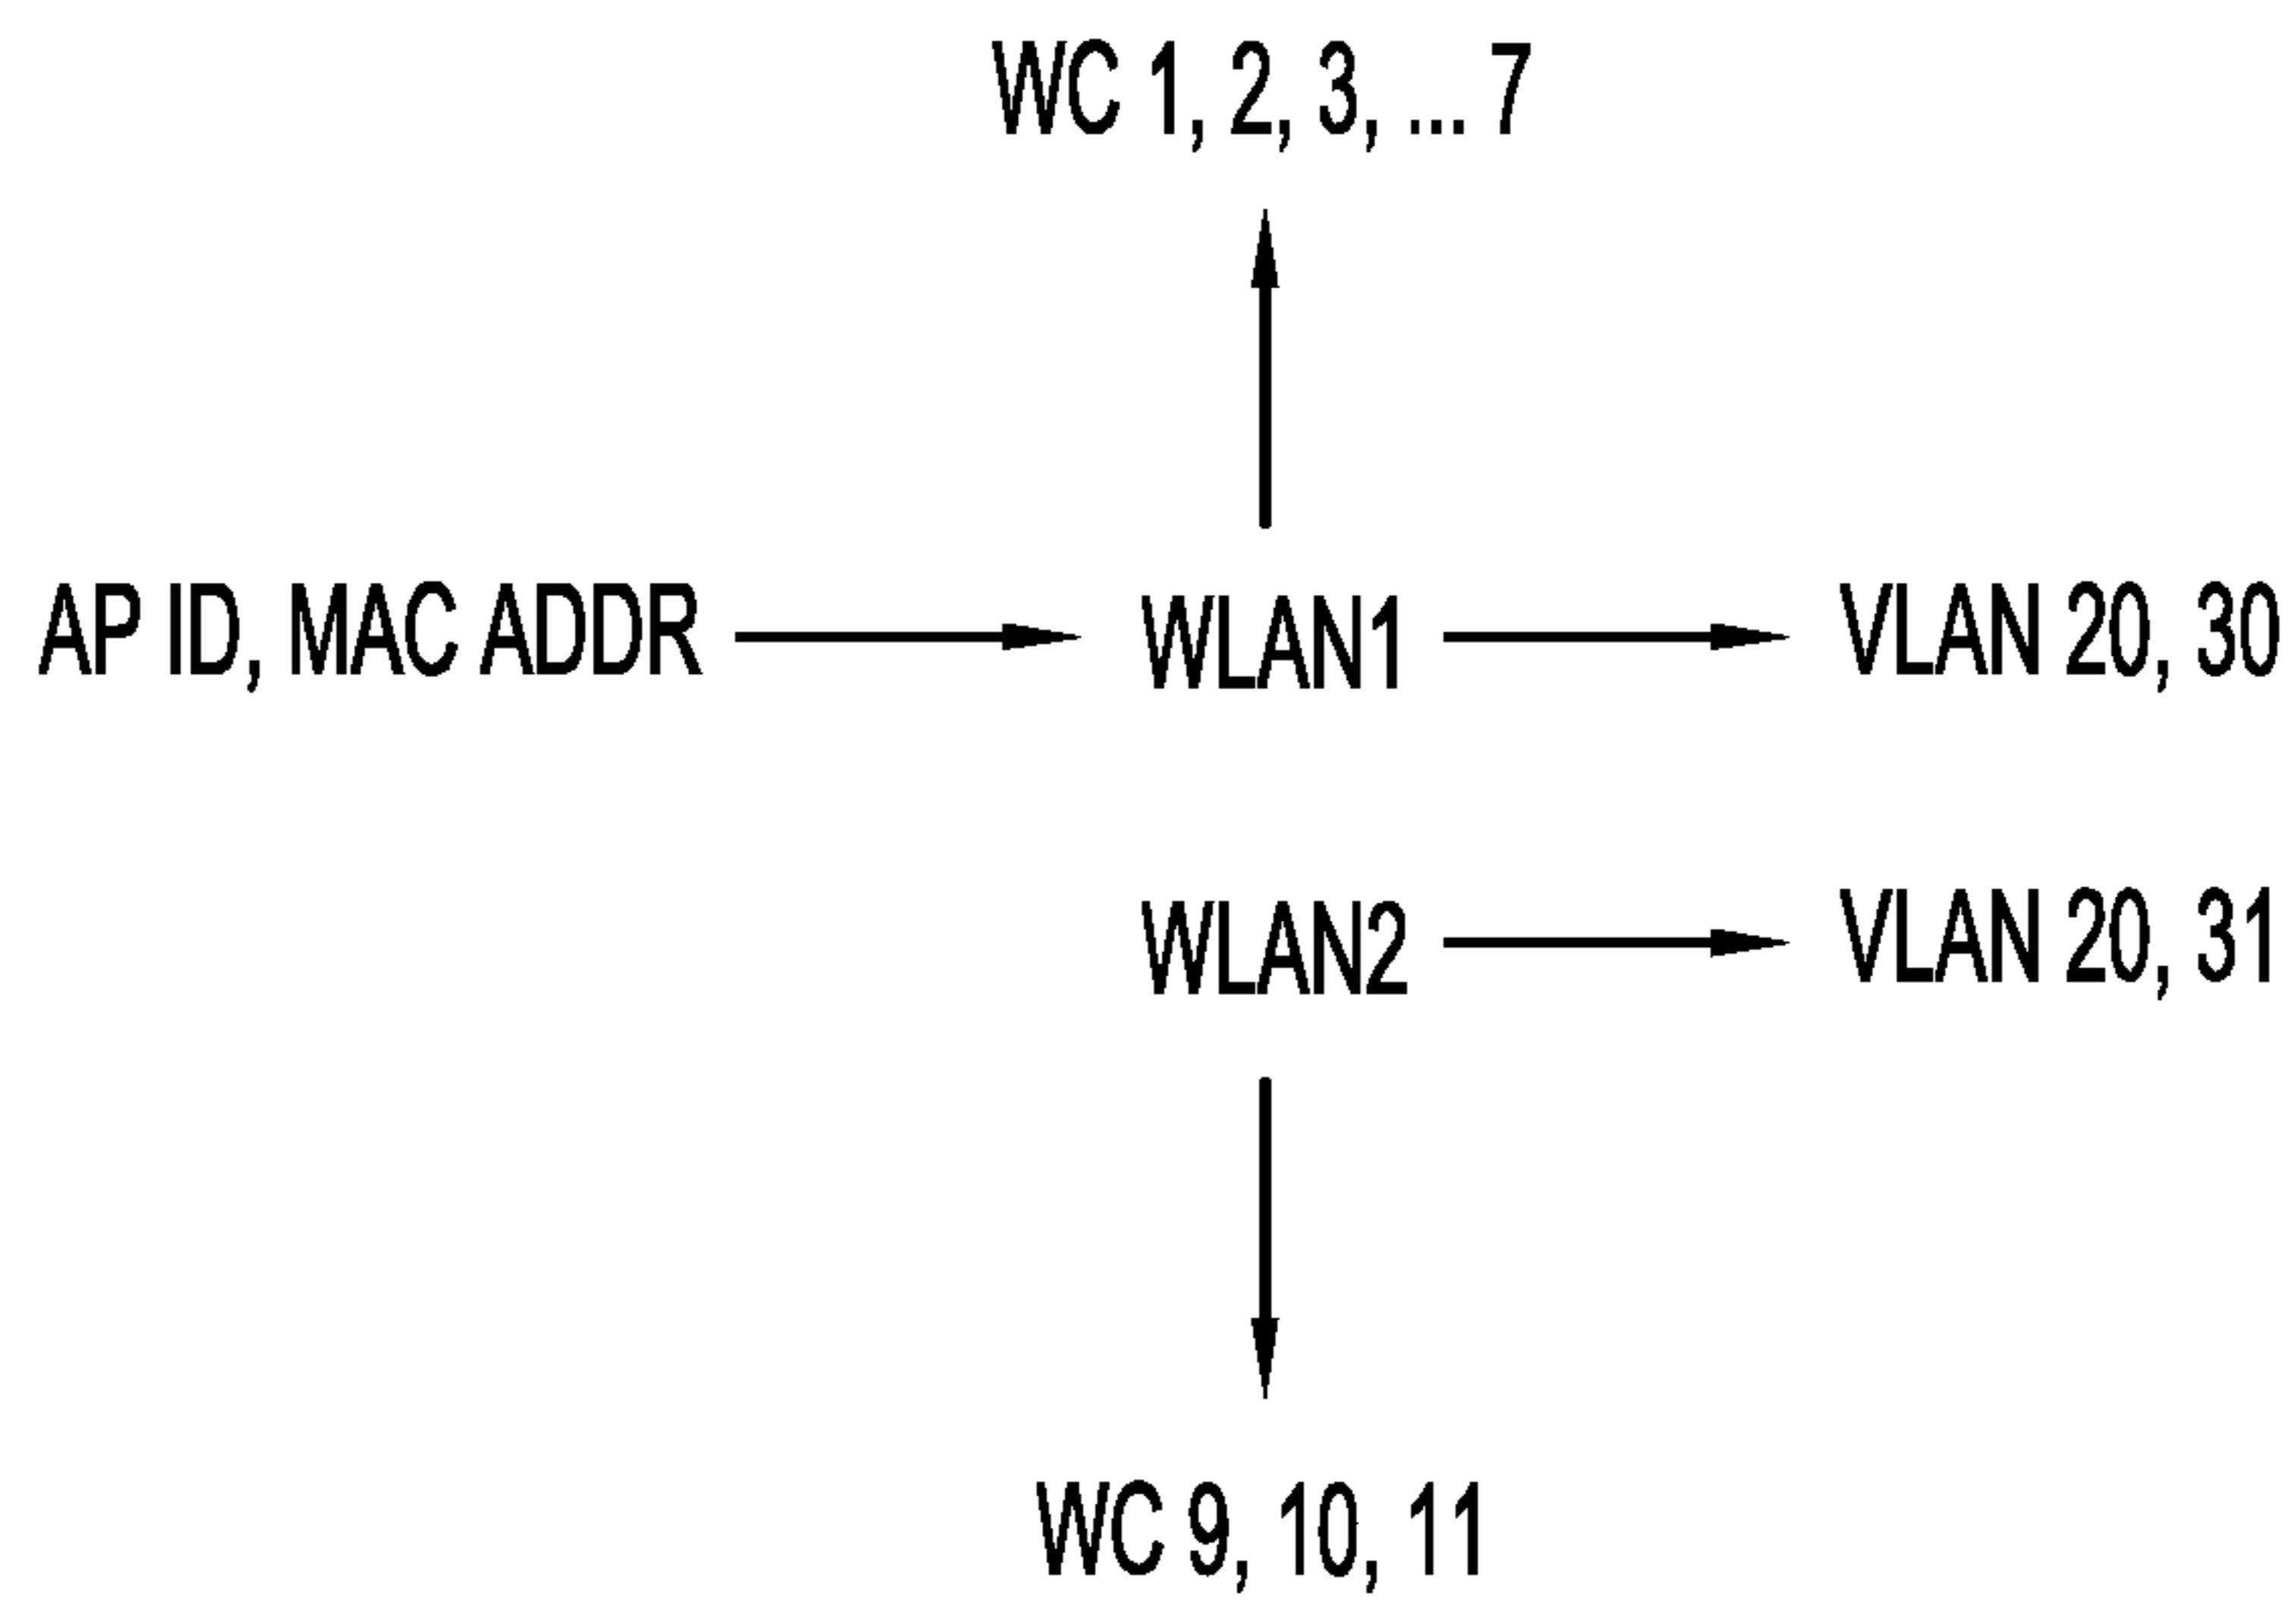 WC 1, 2, 3, ... 7
AP ID, MAC ADDR
WLAN1
VLAN 20, 30
WLAN2
VLAN 20, 31
WC 9, 10, 11